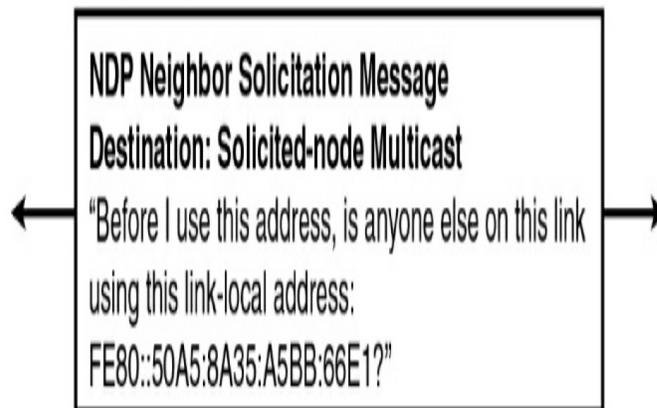 NDP Neighbor Solicitation Message
Destination: Solicited-node Multicast
“Before I use this address, is anyone else on this link
using this link-local address:
FE80::50A5:8A35:A5BB:66E1?”